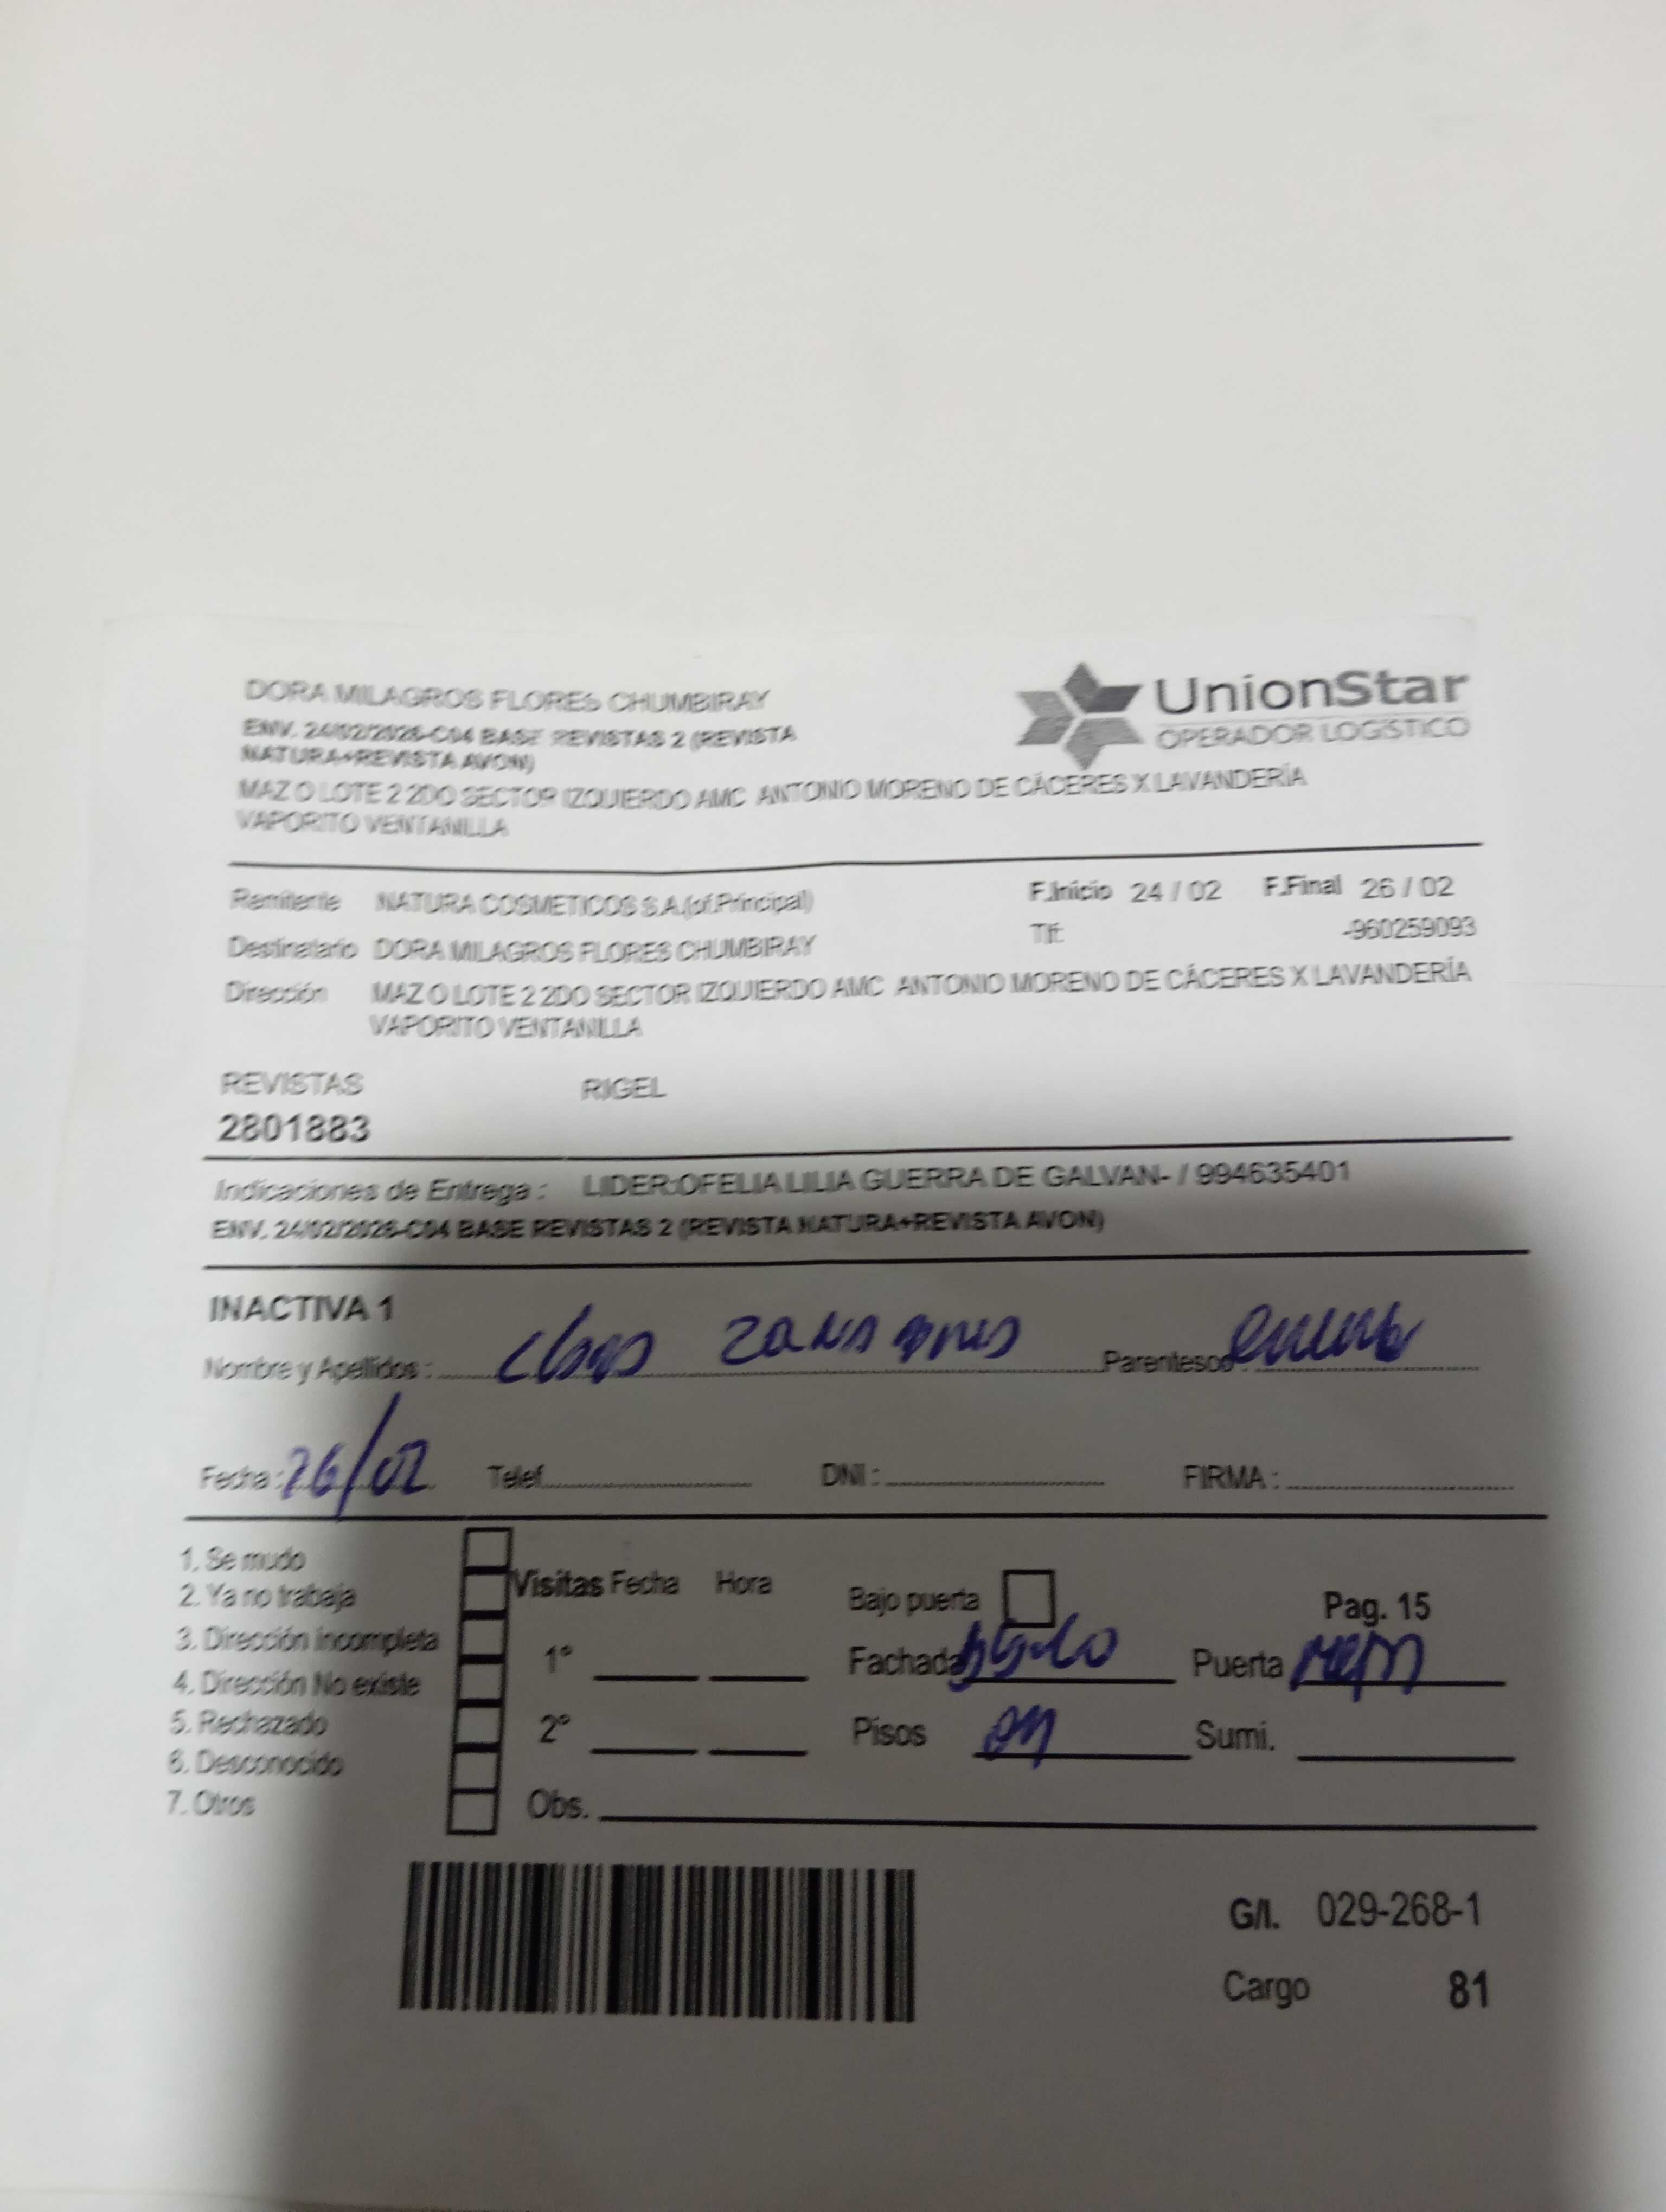 DORA MILAGROS FLORES CHUMBIRAY
UnionStar
OPERADOR LOGÍSTICO
ENV. 24/02/2026-C04 BASE REVISTAS 2 (REVISTA
NATURA+REVISTA AVON)
MAZ O LOTE 2 2DO SECTOR IZQUIERDO AMC ANTONIO MORENO DE CÁCERES X LAVANDERÍA
VAPORITO VENTANILLA
Remitente NATURA COSMETICOS S.A.(of.Principal) F.Inicio 24 / 02 F.Final 26 / 02
Destinatario DORA MILAGROS FLORES CHUMBIRAY Tlf: -960259093
Dirección MAZ O LOTE 2 2DO SECTOR IZQUIERDO AMC ANTONIO MORENO DE CÁCERES X LAVANDERÍA
VAPORITO VENTANILLA
REVISTAS RIGEL
2801883
Indicaciones de Entrega : LIDER:OFELIA LILIA GUERRA DE GALVAN- / 994635401
ENV. 24/02/2026-C04 BASE REVISTAS 2 (REVISTA NATURA+REVISTA AVON)
INACTIVA 1
Nombre y Apellidos : Parentesco :
Fecha : 26/02 Telef. DNI : FIRMA :
1. Se mudo
2. Ya no trabaja
3. Dirección incompleta
4. Dirección No existe
5. Rechazado
6. Desconocido
7. Otros
Visitas Fecha Hora
1°
2°
Obs.
Bajo puerta Pag. 15
Fachada Puerta
Pisos 01 Sumi.
G/I. 029-268-1
Cargo 81